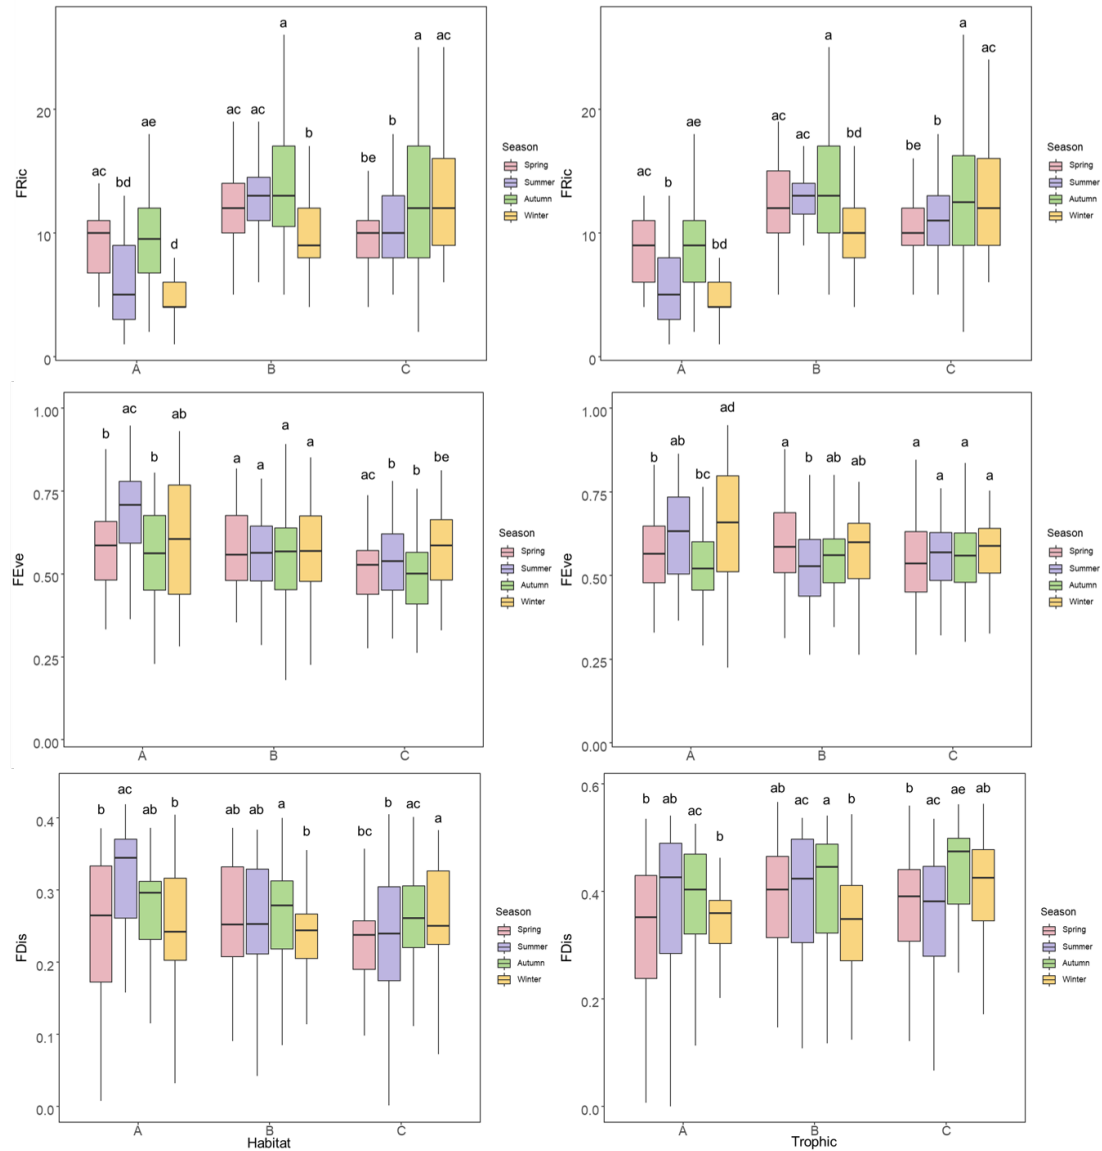 FRic
20
10
0
ac
bd
ae
d
ac
ac
a
b
be
b
a
ac
A
B
C
Season
Spring
Summer
Autumn
Winter
FRic
20
10
0
ac
b
ae
bd
ac
ac
a
bd
be
b
a
ac
A
B
C
Season
Spring
Summer
Autumn
Winter
FEve
1.00
0.75
0.50
0.25
0.00
b
ac
b
ab
a
a
a
a
ac
b
b
be
A
B
C
Season
Spring
Summer
Autumn
Winter
FEve
1.00
0.75
0.50
0.25
0.00
b
ab
bc
ad
a
b
ab
ab
a
a
a
a
A
B
C
Season
Spring
Summer
Autumn
Winter
FDis
0.4
0.3
0.2
0.1
0.0
b
ac
ab
b
ab
ab
a
b
bc
b
ac
a
A
B
C
Habitat
Season
Spring
Summer
Autumn
Winter
FDis
0.6
0.4
0.2
0.0
b
ab
ac
b
ab
ac
a
b
b
ac
ae
ab
A
B
C
Trophic
Season
Spring
Summer
Autumn
Winter